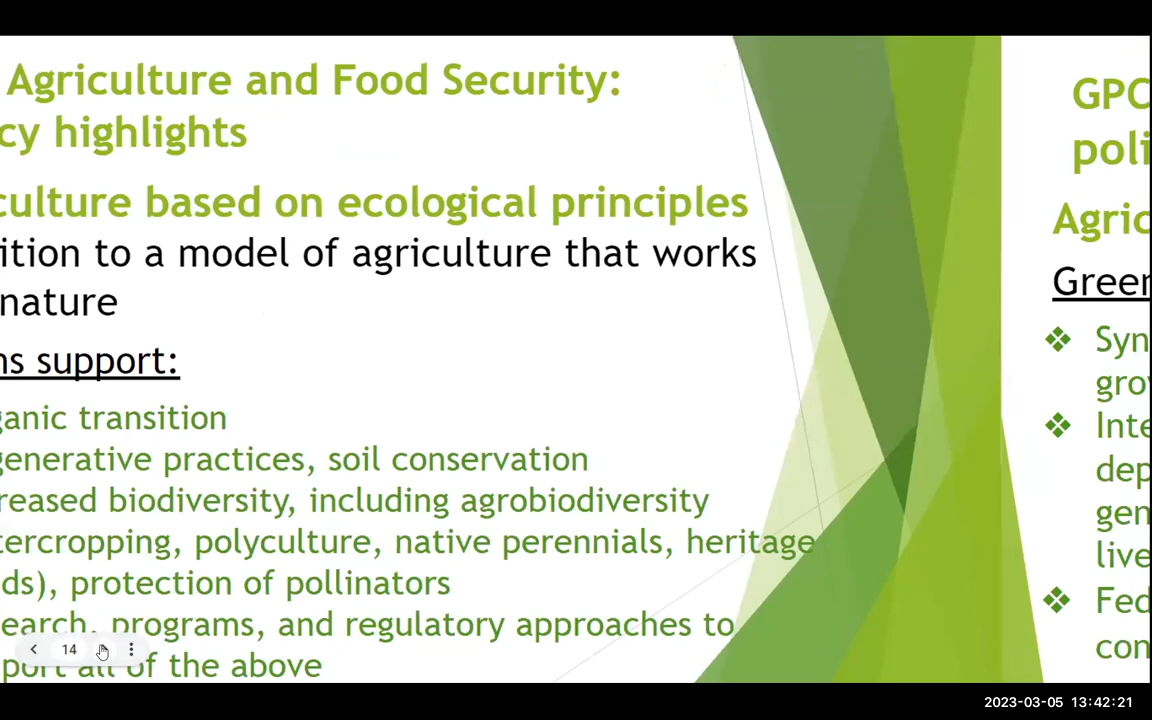 Agriculture and Food Security:
cy highlights
culture based on ecological principles
ition to a model of agriculture that works
nature
ns support:
ganic transition
generative practices, soil conservation
reased biodiversity, including agrobiodiversity
tercropping, polyculture, native perennials, heritage
ds), protection of pollinators
earch, programs, and regulatory approaches to
pport all of the above
GPC
poli
Agric
Green
❖ Syn
gro
❖ Inte
dep
gen
live
❖ Fed
con
14
2023-03-05 13:42:21